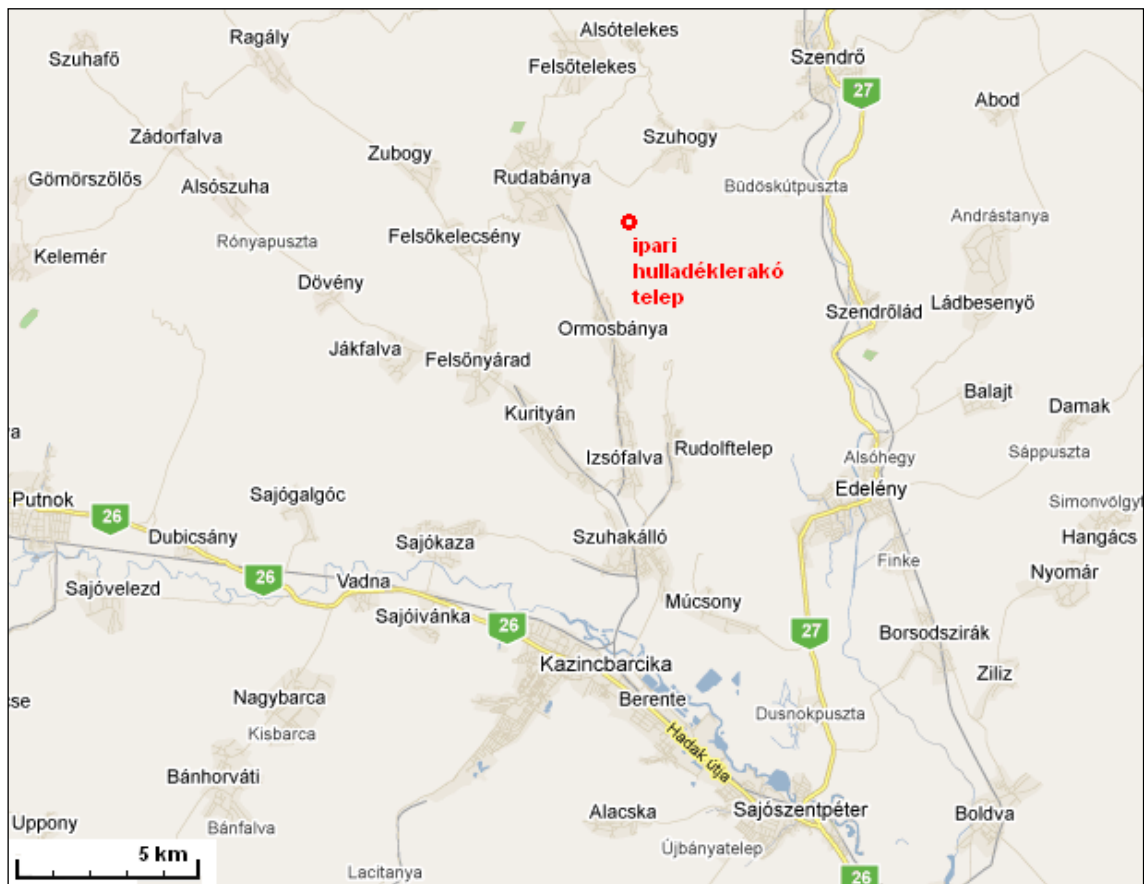 Alsótelekes
Ragály
Szuhafő
Szendrő
Felsőtelekes
27
Abod
Zádorfalva
Szuhogy
Zubogy
Rudabánya
Gömörszőlős
Alsószuha
Büdöskútpuszta
Andrástanya
Felsőkelecsény
Rónyapuszta
ipari
hulladéklerakó
telep
Kelemér
Dövény
Ládbesenyő
Szendrőlád
Ormosbánya
Jákfalva
Felsőnyárad
Balajt
Damak
Kurityán
a
Rudolftelep
Sáppuszta
Izsófalva
Alsóhegy
Edelény
Putnok
Sajógalgóc
Simonvölgyt
26
Dubicsány
Sajókaza
Szuhakálló
Hangács
Finke
26
Vadna
Nyomár
Sajóvelezd
Múcsony
Sajóivánka
26
27
Borsodszirák
Kazincbarcika
Ziliz
Nagybarca
Berente
cse
Dusnokpuszta
Kisbarca
Hadak útja
Bánhorváti
Alacska
Sajószentpéter
Boldva
Uppony
Bánfalva
Újbányatelep
5 km
Lacitanya
26